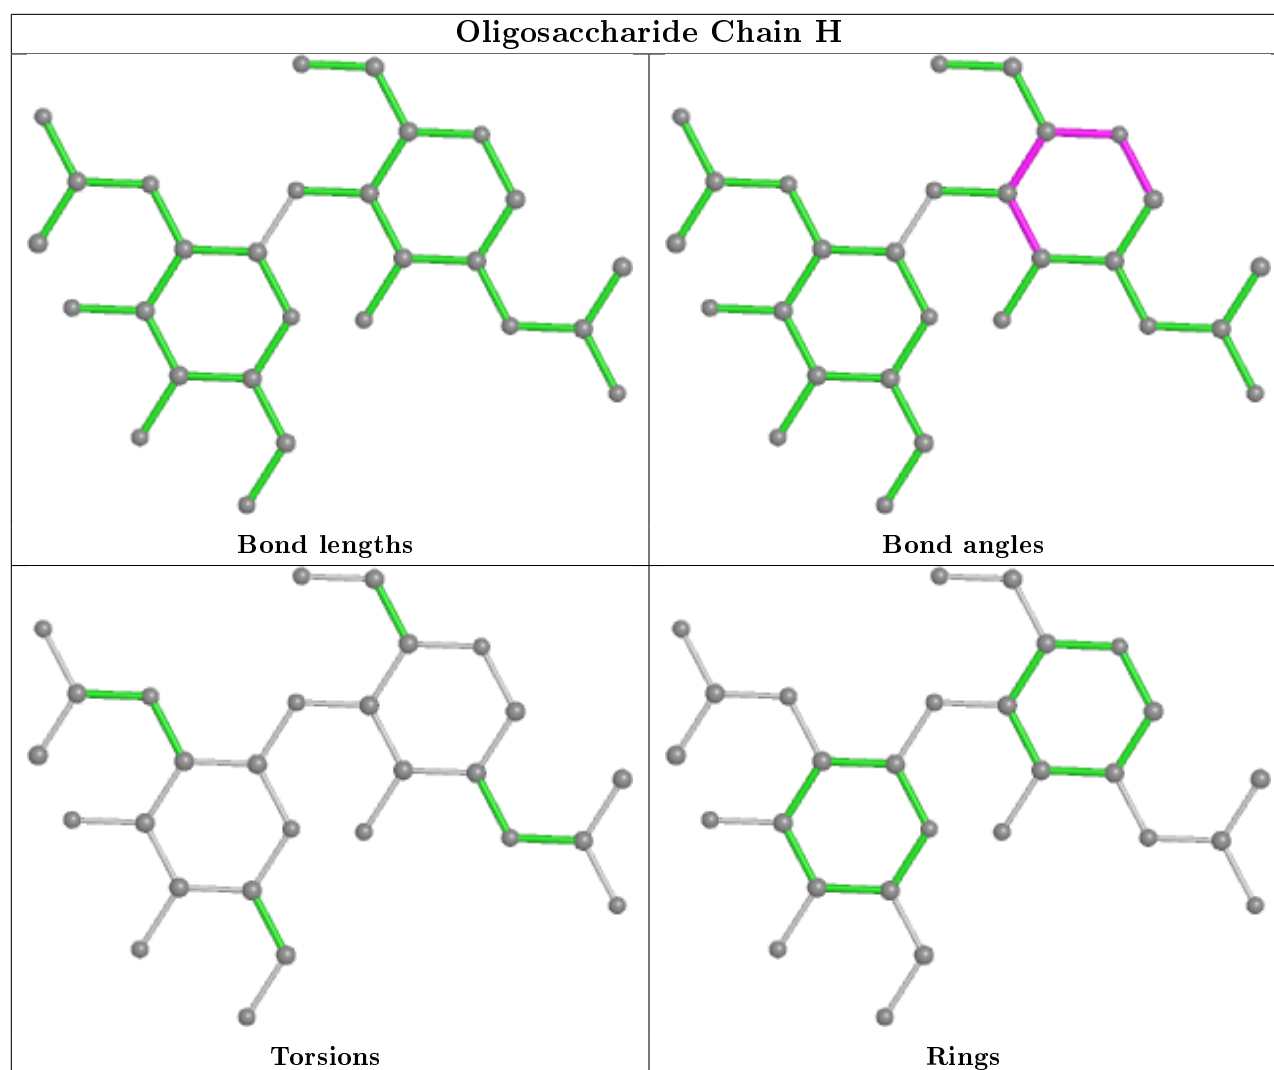 Oligosaccharide Chain H
Bond lengths
Bond angles
Torsions
Rings